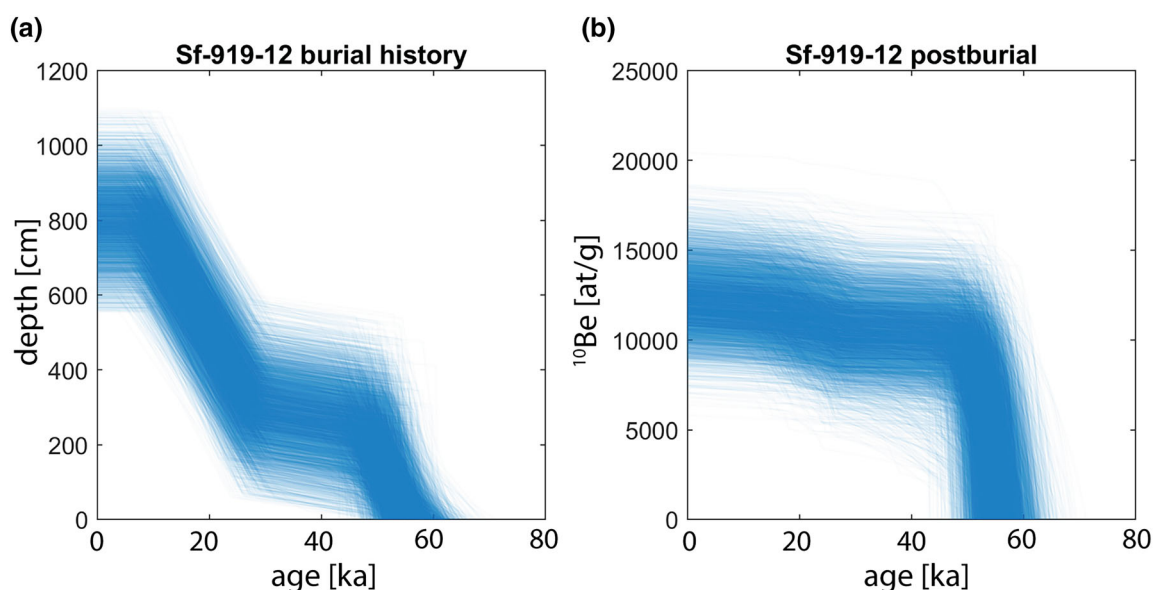 (a)
Sf-919-12 burial history
1200
1000
800
600
400
200
0
depth [cm]
0 20 40 60 80
age [ka]
(b)
Sf-919-12 postburial
25000
20000
15000
10000
5000
0
¹⁰Be [at/g]
0 20 40 60 80
age [ka]